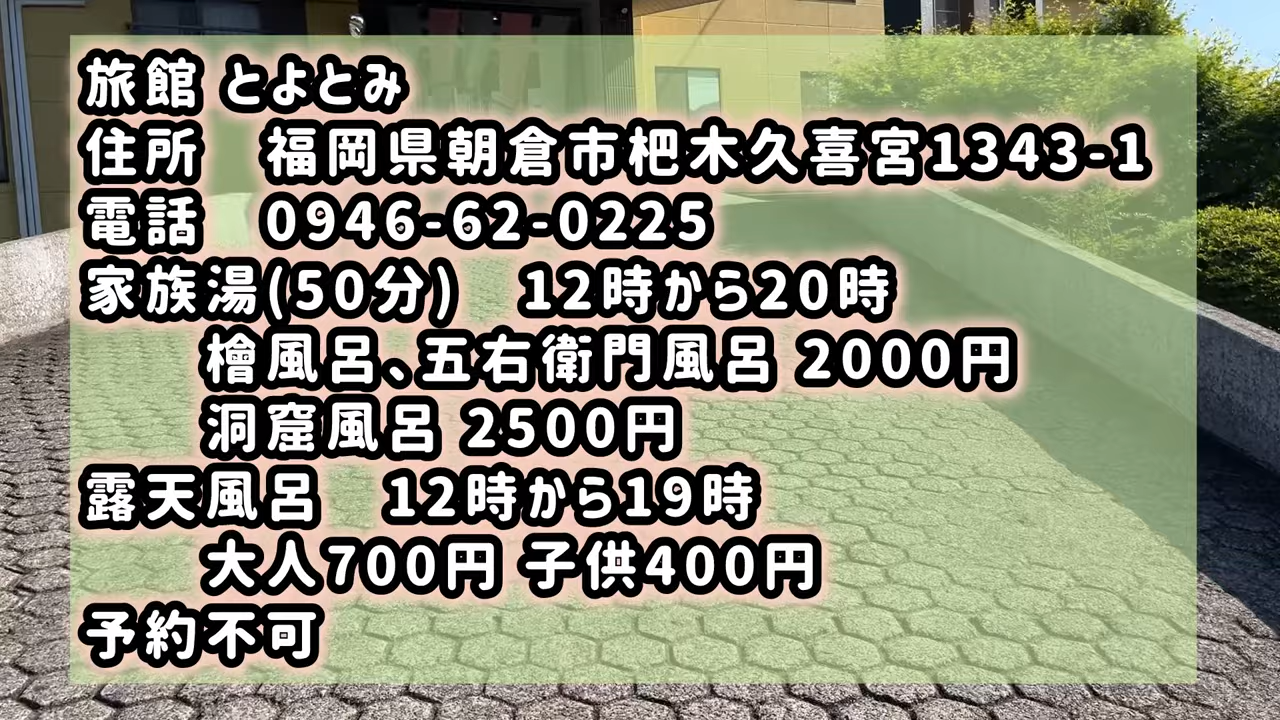 旅館 とよとみ
住所　福岡県朝倉市杷木久喜宮1343-1
電話　0946-62-0225
家族湯(50分)　12時から20時
檜風呂、五右衛門風呂 2000円
洞窟風呂 2500円
露天風呂　12時から19時
大人700円 子供400円
予約不可